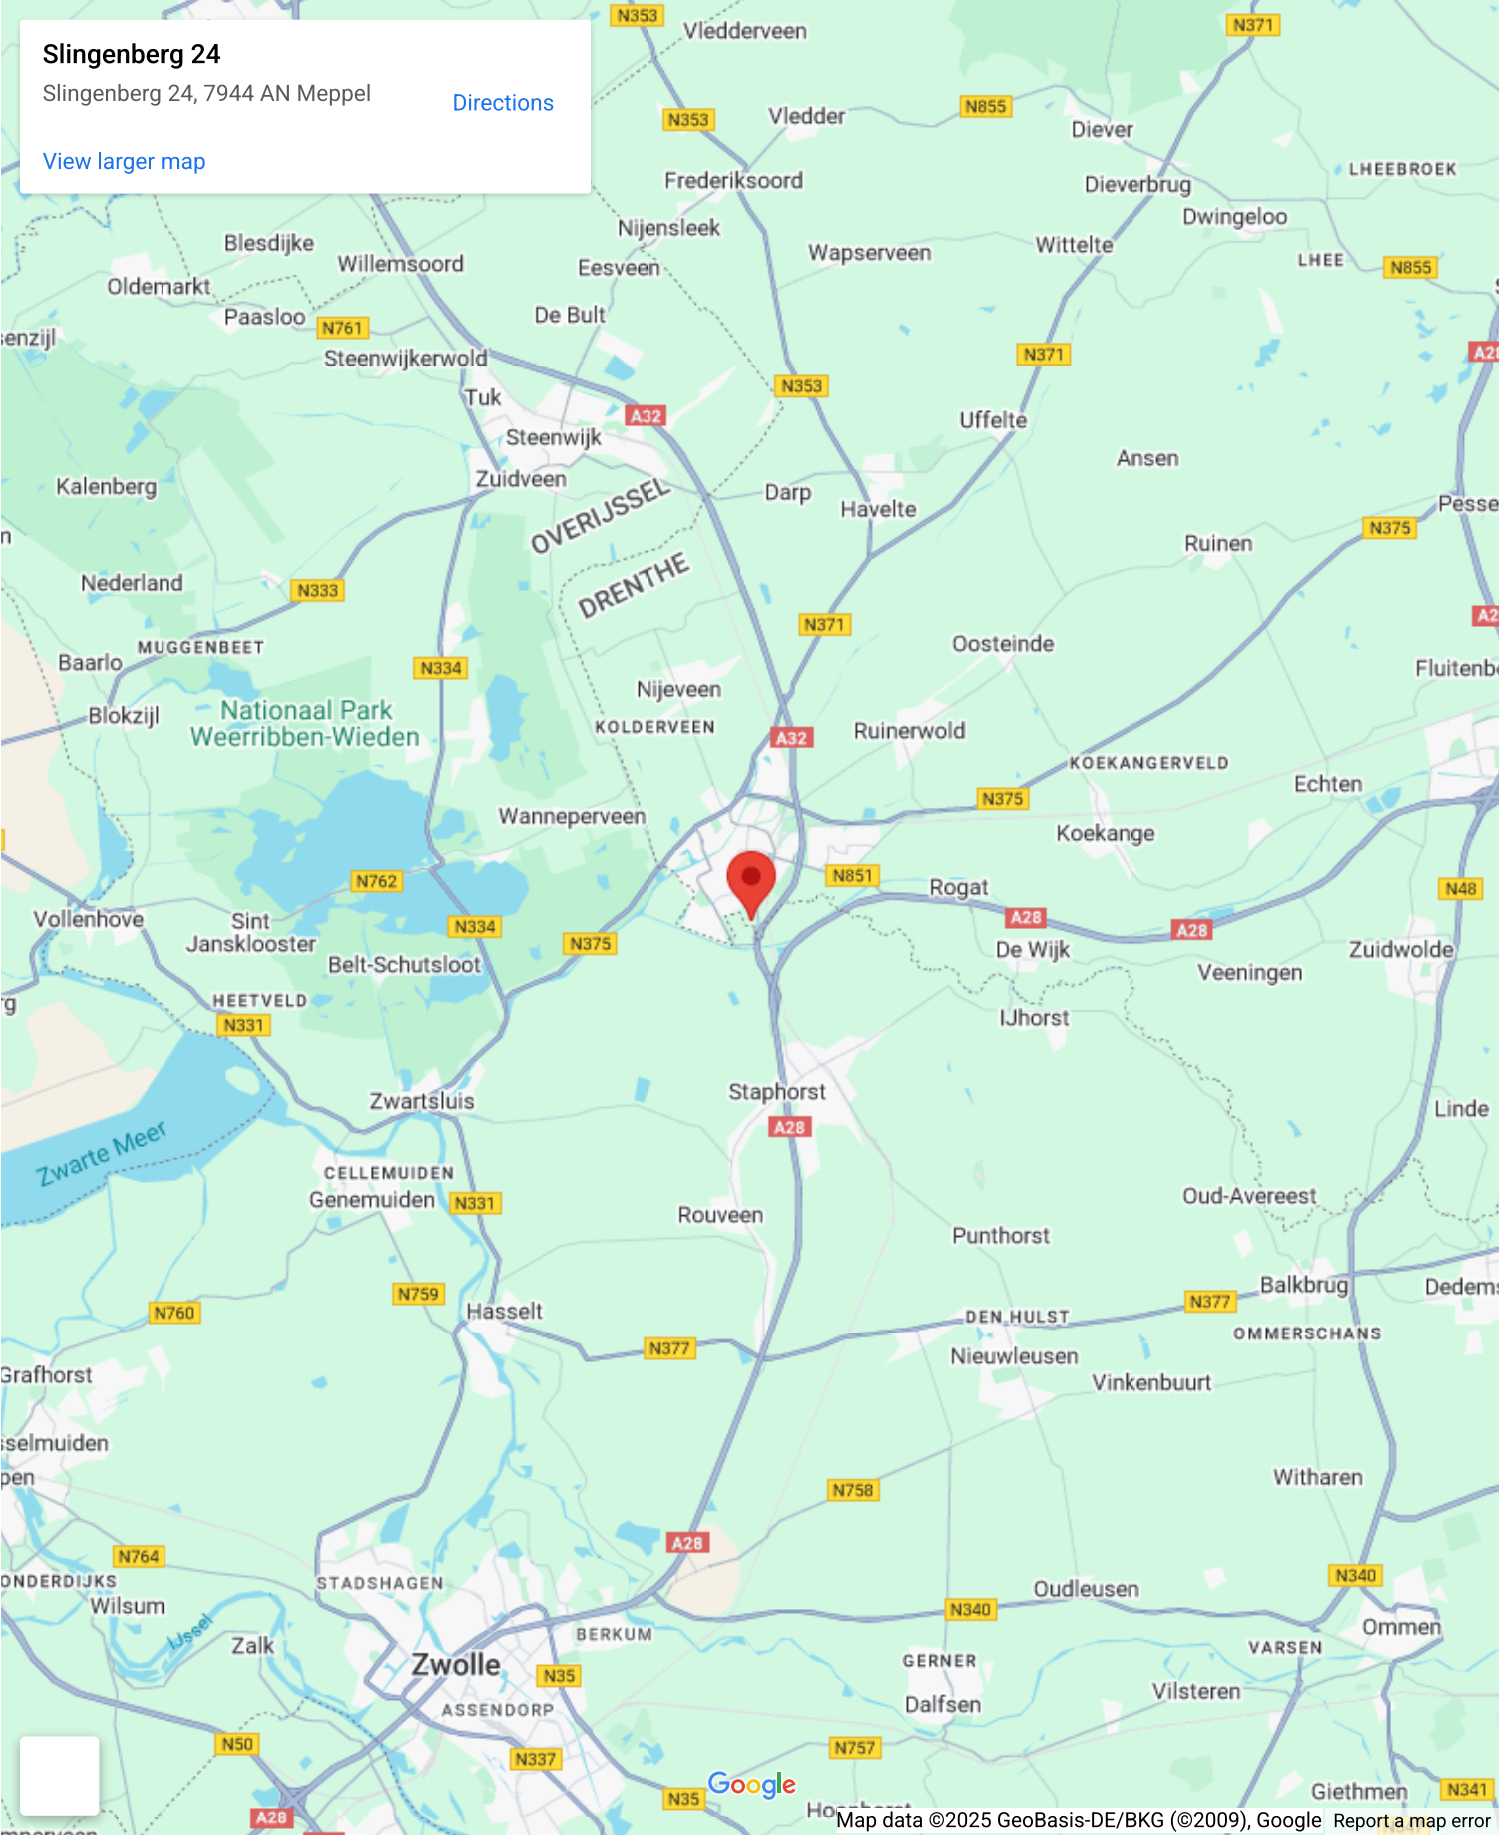 Slingenberg 24
Slingenberg 24, 7944 AN Meppel
Directions
View larger map
N353
Vledderveen
N371
N353
Vledder
N855
Diever
LHEEBROEK
Frederiksoord
Dieverbrug
Nijensleek
Dwingeloo
Blesdijke
Willemsoord
Eesveen
Wapserveen
Wittelte
LHEE
N855
Oldemarkt
Paasloo
N761
De Bult
senzijl
Steenwijkerwold
N371
A28
Tuk
N353
A32
Uffelte
Steenwijk
Ansen
Kalenberg
Zuidveen
Darp
Havelte
Pesse
OVERIJSSEL
N375
Ruinen
n
DRENTHE
Nederland
N333
N371
MUGGENBEET
Oosteinde
Baarlo
N334
Fluitenb
Nijeveen
Blokzijl
Nationaal Park
Weerribben-Wieden
KOLDERVEEN
A32
Ruinerwold
KOEKANGERVELD
Echten
N375
Wanneperveen
Koekange
N762
N851
Rogat
N48
Vollenhove
Sint
Jansklooster
N334
A28
A28
N375
De Wijk
Zuidwolde
Belt-Schutsloot
Veeningen
HEETVELD
rg
N331
IJhorst
Zwartsluis
Staphorst
Linde
A28
Zwarte Meer
CELLEMUIDEN
Genemuiden
N331
Oud-Avereest
Rouveen
Punthorst
N759
Balkbrug
Dedems
N760
Hasselt
N377
DEN HULST
OMMERSCHANS
N377
Nieuwleusen
Grafhorst
Vinkenbuurt
sselmuiden
pen
Witharen
N758
A28
N764
ONDERDIJKS
STADSHAGEN
N340
Wilsum
Oudleusen
N340
IJssel
Zalk
BERKUM
Ommen
VARSEN
Zwolle
GERNER
N35
Dalfsen
Vilsteren
ASSENDORP
N50
N337
N757
Google
N35
Giethmen
N341
A28
Map data ©2025 GeoBasis-DE/BKG (©2009), Google
Report a map error